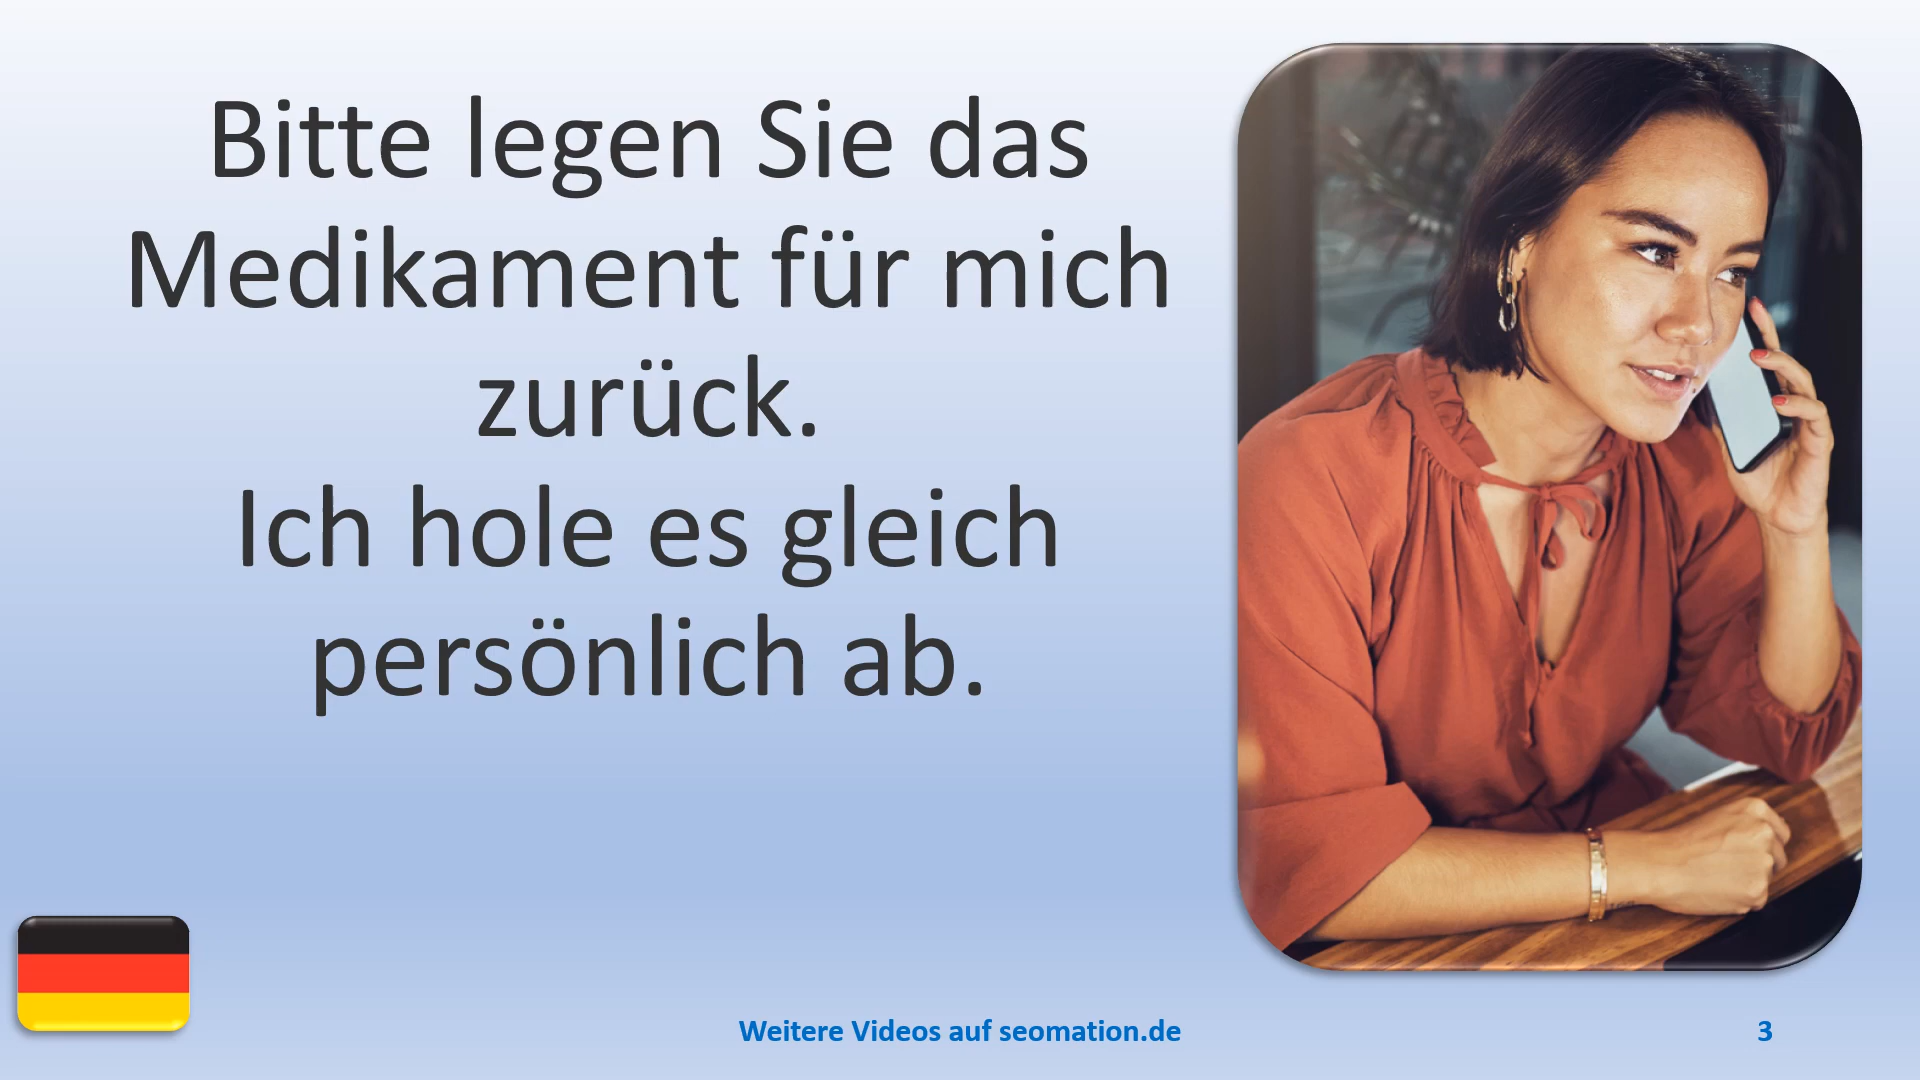 Bitte legen Sie das
Medikament für mich
zurück.
Ich hole es gleich
persönlich ab.
Weitere Videos auf seomation.de
3